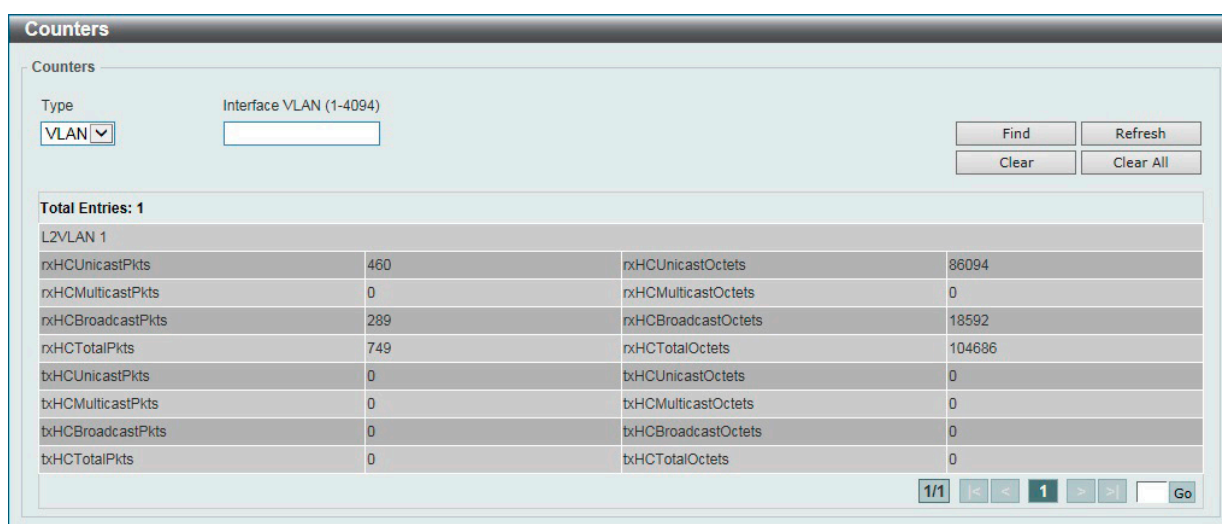 Counters
Counters
Type Interface VLAN (1-4094)
VLAN
Find Refresh
Clear Clear All
Total Entries: 1
L2VLAN 1
rxHCUnicastPkts 460 rxHCUnicastOctets 86094
rxHCMulticastPkts 0 rxHCMulticastOctets 0
rxHCBroadcastPkts 289 rxHCBroadcastOctets 18592
rxHCTotalPkts 749 rxHCTotalOctets 104686
txHCUnicastPkts 0 txHCUnicastOctets 0
txHCMulticastPkts 0 txHCMulticastOctets 0
txHCBroadcastPkts 0 txHCBroadcastOctets 0
txHCTotalPkts 0 txHCTotalOctets 0
1/1 |< < 1 > >| Go